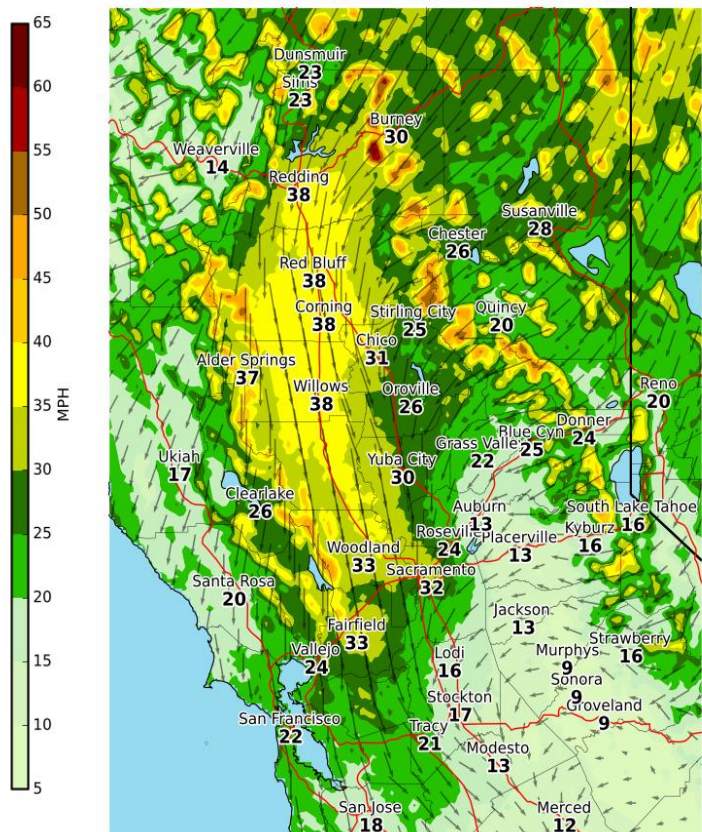 65
60
55
50
45
40
35
30
25
20
15
10
5
MPH
Dunsmuir
23
Sims
23
Burney
30
Weaverville
14
Redding
38
Susanville
28
Chester
26
Red Bluff
38
Corning
38
Stirling City
25
Quincy
20
Chico
31
Alder Springs
37
Willows
38
Oroville
26
Reno
20
Donner
24
Blue Cyn
25
Grass Valley
22
Ukiah
17
Yuba City
30
Clearlake
26
Auburn
13
South Lake Tahoe
16
Kyburz
16
Roseville
24
Placerville
13
Woodland
33
Sacramento
32
Santa Rosa
20
Jackson
13
Fairfield
33
Strawberry
16
Vallejo
24
Lodi
16
Murphys
9
Sonora
9
Stockton
17
Groveland
9
San Francisco
22
Tracy
21
Modesto
13
San Jose
18
Merced
12